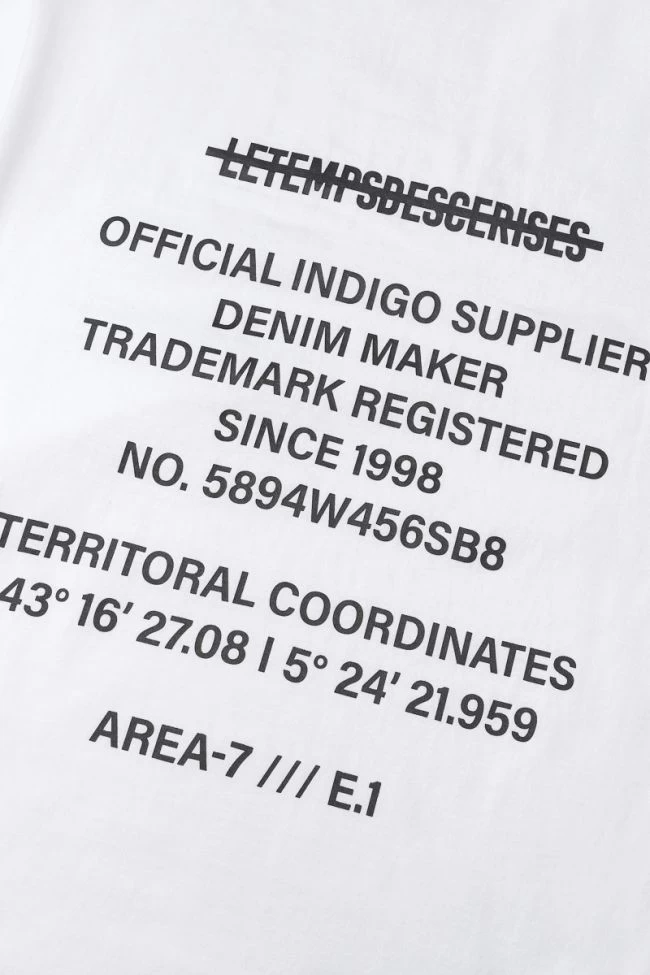 LETEMPSDESCERISES
OFFICIAL INDIGO SUPPLIER
DENIM MAKER
TRADEMARK REGISTERED
SINCE 1998
NO. 5894W456SB8
TERRITORAL COORDINATES
43° 16′ 27.08 | 5° 24′ 21.959
AREA-7 /// E.1